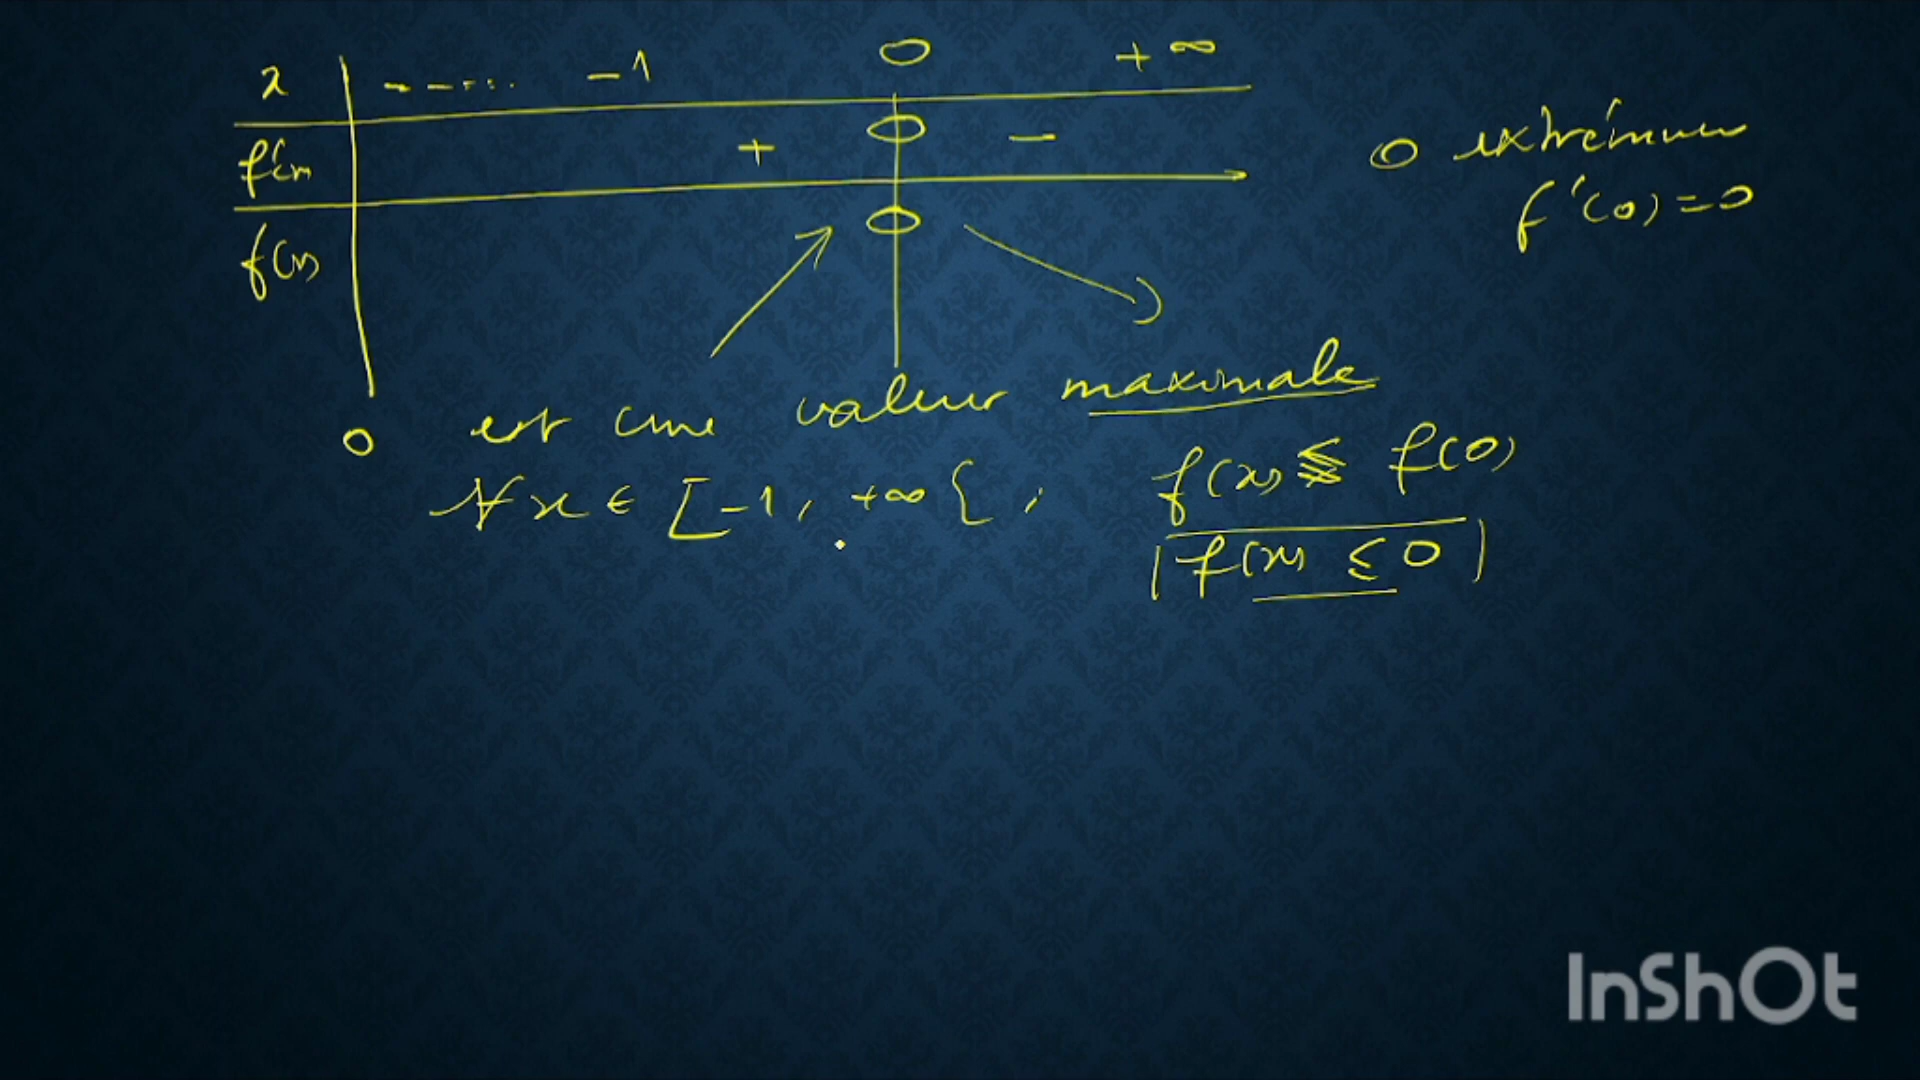 x -1 0 +∞
f'(x) + 0 -
f(x) 0
0 extrémum
f'(0)=0
0 est une valeur maximale
∀x∈[-1, +∞[, f(x) ≤ f(0)
f(x) ≤ 0
InShOt